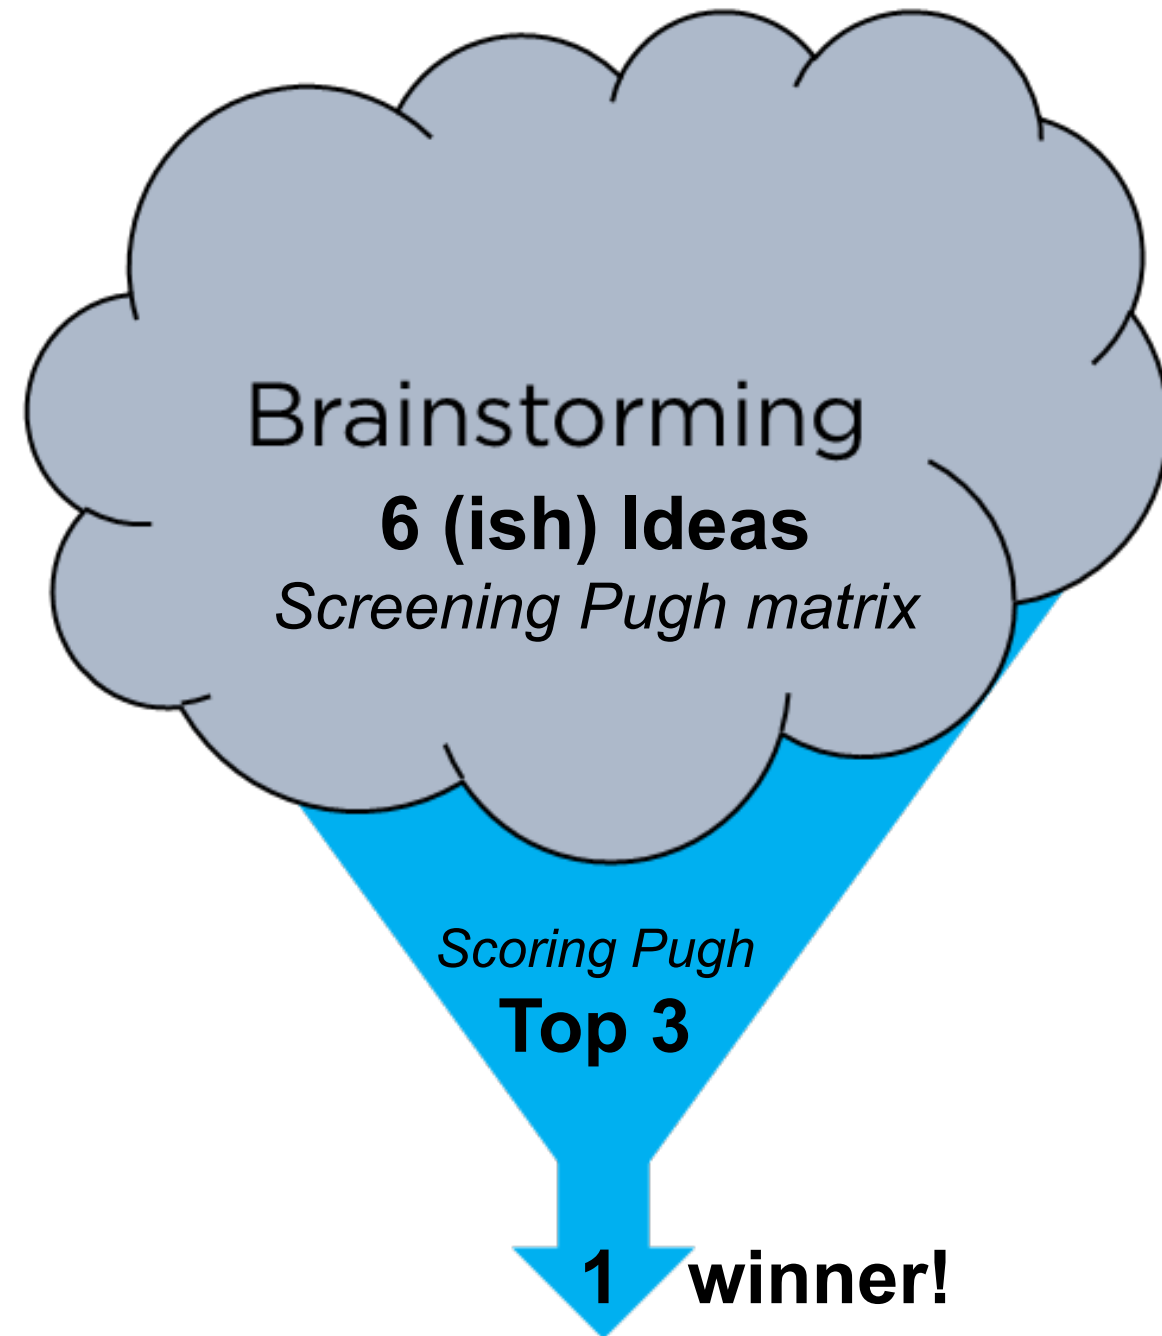 Brainstorming
6 (ish) Ideas
Screening Pugh matrix
Scoring Pugh
Top 3
1 winner!